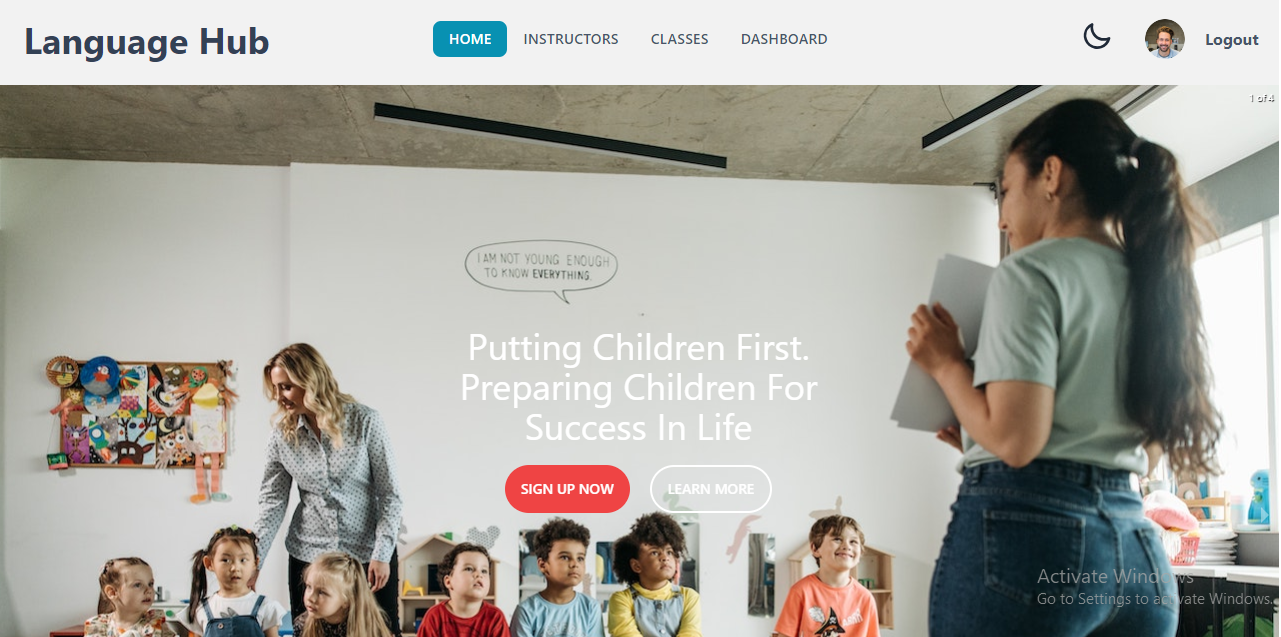 Language Hub
HOME
INSTRUCTORS
CLASSES
DASHBOARD
Logout
1 of 4
I AM NOT YOUNG ENOUGH
TO KNOW EVERYTHING.
Putting Children First.
Preparing Children For
Success In Life
SIGN UP NOW
LEARN MORE
Activate Windows
Go to Settings to activate Windows.